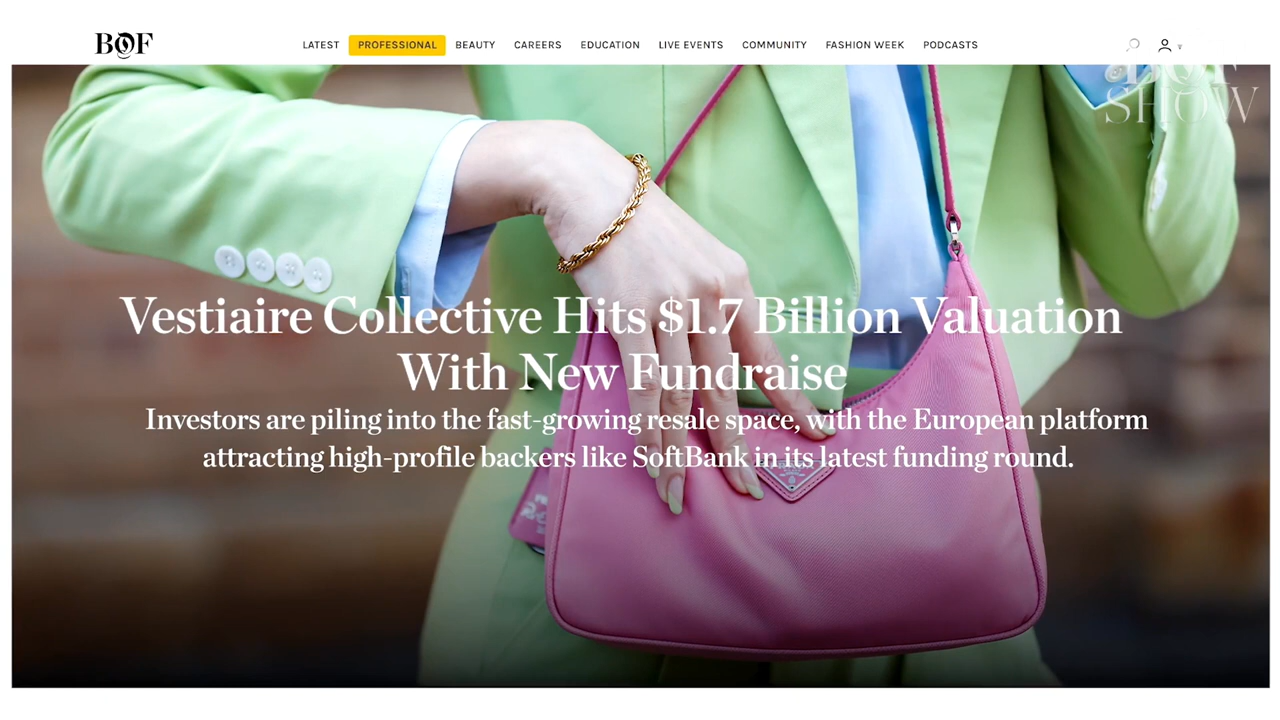 BOF
LATEST PROFESSIONAL BEAUTY CAREERS EDUCATION LIVE EVENTS COMMUNITY FASHION WEEK PODCASTS
BOF
SHOW
Vestiaire Collective Hits $1.7 Billion Valuation
With New Fundraise
Investors are piling into the fast-growing resale space, with the European platform
attracting high-profile backers like SoftBank in its latest funding round.